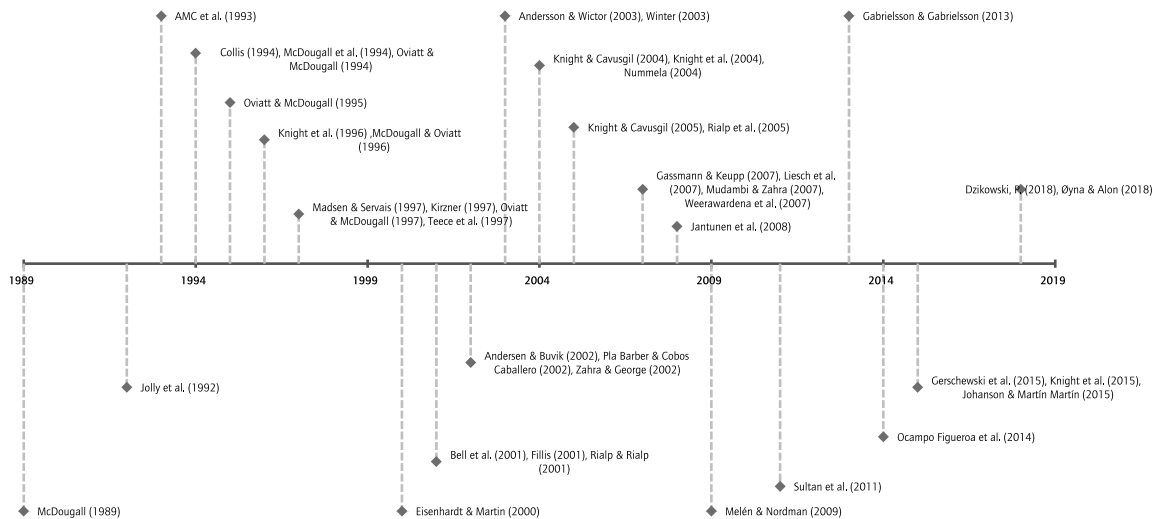 AMC et al. (1993)
Andersson & Wictor (2003), Winter (2003)
Gabrielsson & Gabrielsson (2013)
Collis (1994), McDougall et al. (1994), Oviatt &
McDougall (1994)
Knight & Cavusgil (2004), Knight et al. (2004),
Nummela (2004)
Oviatt & McDougall (1995)
Knight et al. (1996) ,McDougall & Oviatt
(1996)
Knight & Cavusgil (2005), Rialp et al. (2005)
Gassmann & Keupp (2007), Liesch et al.
(2007), Mudambi & Zahra (2007),
Weerawardena et al. (2007)
Dzikowski, (2018), Øyna & Alon (2018)
Madsen & Servais (1997), Kirzner (1997), Oviatt
& McDougall (1997), Teece et al. (1997)
Jantunen et al. (2008)
1989
1994
1999
2004
2009
2014
2019
Andersen & Buvik (2002), Pla Barber & Cobos
Caballero (2002), Zahra & George (2002)
Jolly et al. (1992)
Gerschewski et al. (2015), Knight et al. (2015),
Johanson & Martín Martín (2015)
Ocampo Figueroa et al. (2014)
Bell et al. (2001), Fillis (2001), Rialp & Rialp
(2001)
Sultan et al. (2011)
McDougall (1989)
Eisenhardt & Martin (2000)
Melén & Nordman (2009)